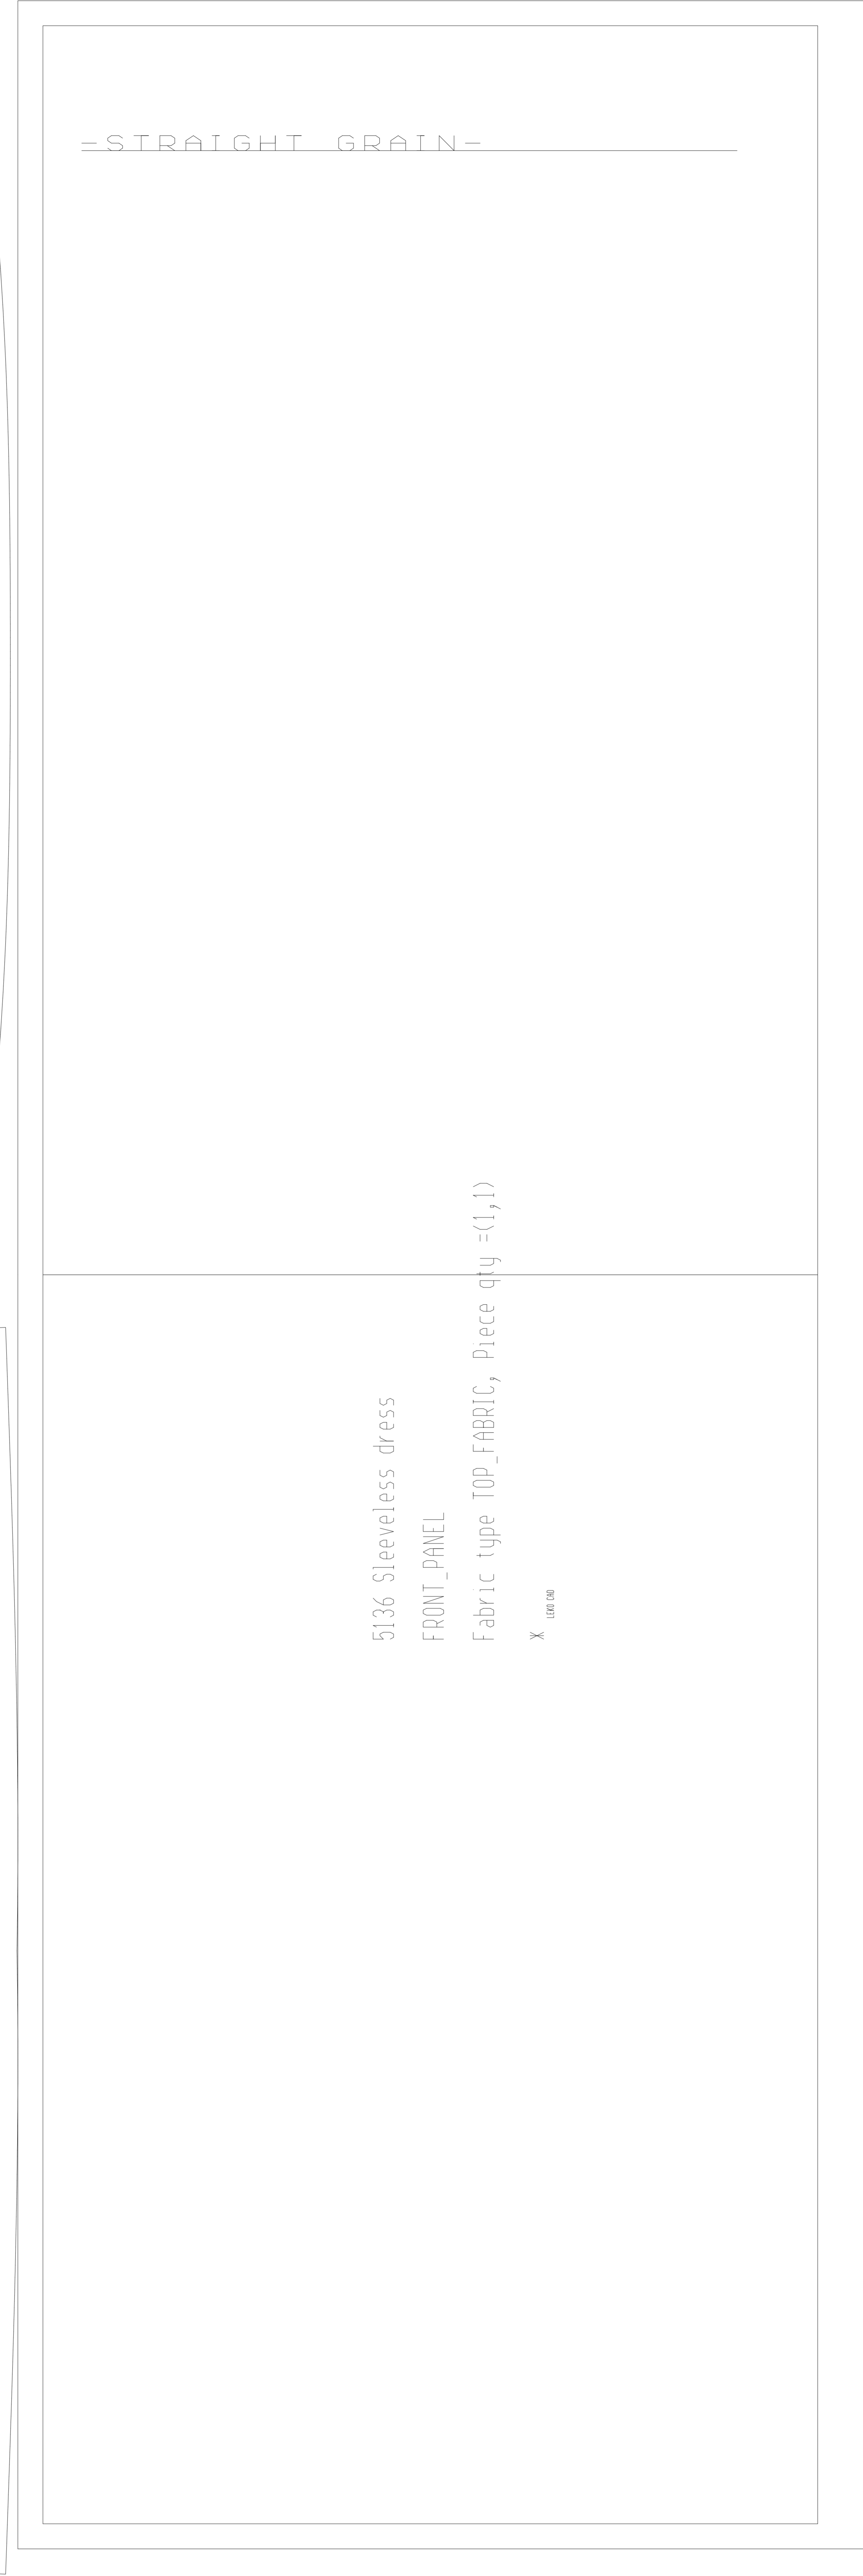 -STRAIGHT GRAIN-
5136 Sleeveless dress
FRONT_PANEL
Fabric type TOP_FABRIC, Piece qty =(1,1)
X
LEKO CAD